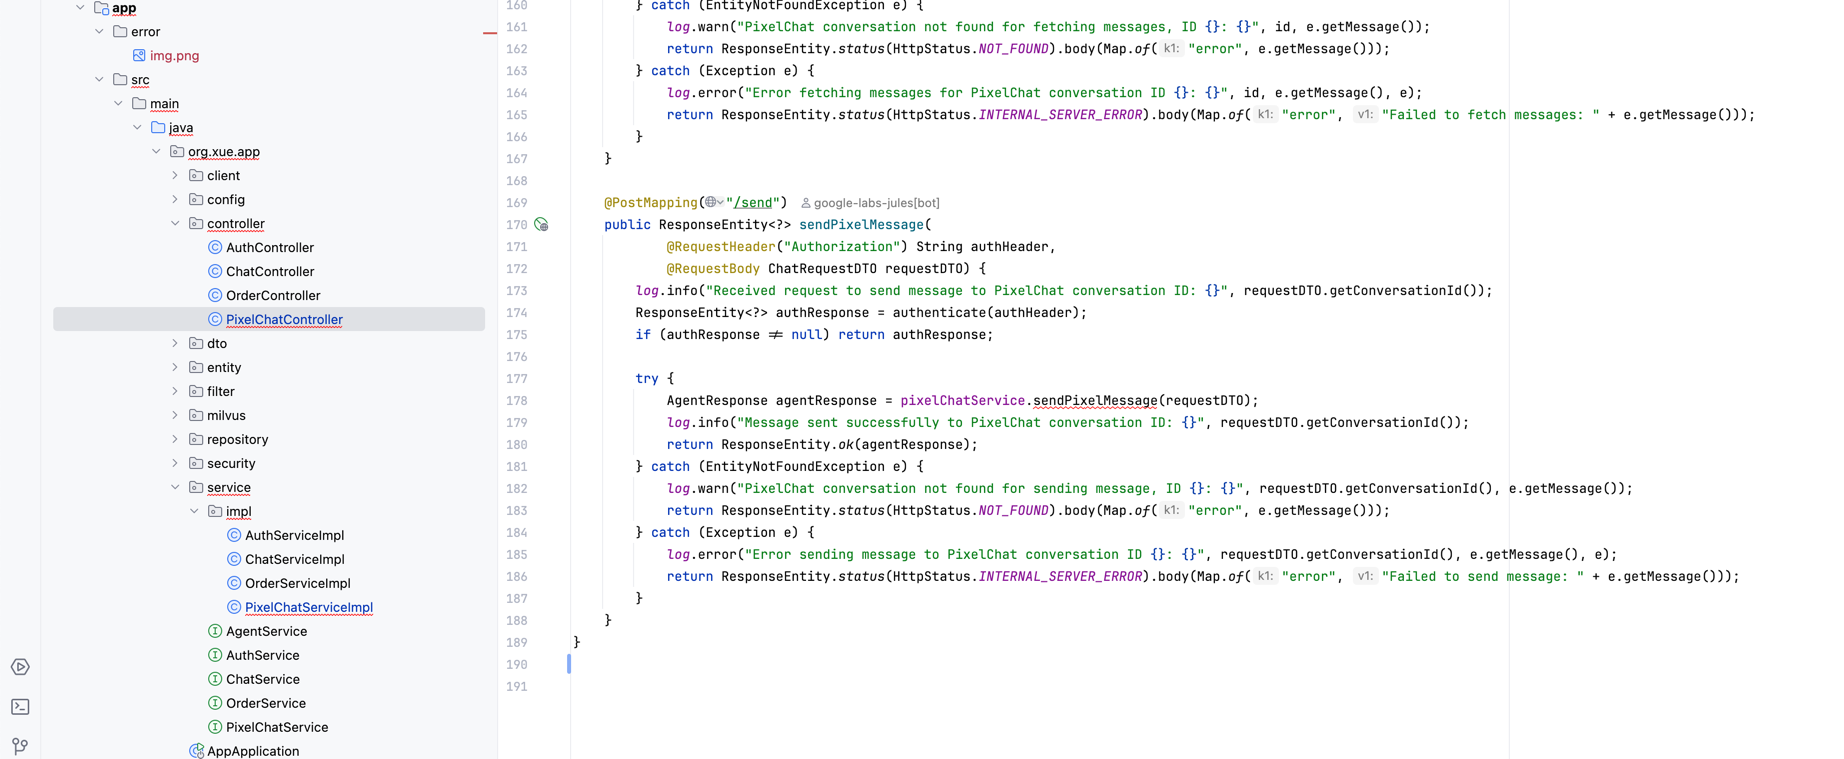 app
error
img.png
src
main
java
org.xue.app
client
config
controller
AuthController
ChatController
OrderController
PixelChatController
dto
entity
filter
milvus
repository
security
service
impl
AuthServiceImpl
ChatServiceImpl
OrderServiceImpl
PixelChatServiceImpl
AgentService
AuthService
ChatService
OrderService
PixelChatService
AppApplication
160 } catch (EntityNotFoundException e) {
161 log.warn("PixelChat conversation not found for fetching messages, ID {}: {}", id, e.getMessage());
162 return ResponseEntity.status(HttpStatus.NOT_FOUND).body(Map.of( k1: "error", e.getMessage()));
163 } catch (Exception e) {
164 log.error("Error fetching messages for PixelChat conversation ID {}: {}", id, e.getMessage(), e);
165 return ResponseEntity.status(HttpStatus.INTERNAL_SERVER_ERROR).body(Map.of( k1: "error", v1: "Failed to fetch messages: " + e.getMessage()));
166 }
167 }
168
169 @PostMapping("/send") google-labs-jules[bot]
170 public ResponseEntity<?> sendPixelMessage(
171 @RequestHeader("Authorization") String authHeader,
172 @RequestBody ChatRequestDTO requestDTO) {
173 log.info("Received request to send message to PixelChat conversation ID: {}", requestDTO.getConversationId());
174 ResponseEntity<?> authResponse = authenticate(authHeader);
175 if (authResponse ≠ null) return authResponse;
176
177 try {
178 AgentResponse agentResponse = pixelChatService.sendPixelMessage(requestDTO);
179 log.info("Message sent successfully to PixelChat conversation ID: {}", requestDTO.getConversationId());
180 return ResponseEntity.ok(agentResponse);
181 } catch (EntityNotFoundException e) {
182 log.warn("PixelChat conversation not found for sending message, ID {}: {}", requestDTO.getConversationId(), e.getMessage());
183 return ResponseEntity.status(HttpStatus.NOT_FOUND).body(Map.of( k1: "error", e.getMessage()));
184 } catch (Exception e) {
185 log.error("Error sending message to PixelChat conversation ID {}: {}", requestDTO.getConversationId(), e.getMessage(), e);
186 return ResponseEntity.status(HttpStatus.INTERNAL_SERVER_ERROR).body(Map.of( k1: "error", v1: "Failed to send message: " + e.getMessage()));
187 }
188 }
189 }
190
191